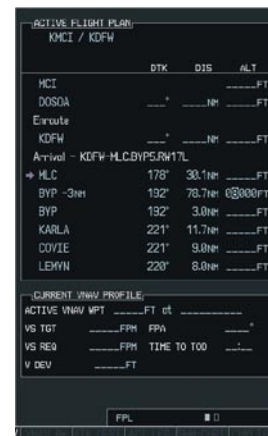 ACTIVE FLIGHT PLAN
KMCI / KDFW
DTK DIS ALT
MCI _____FT
DOSOA ___° ____NM _____FT
Enroute
KDFW ___° ____NM _____FT
Arrival - KDFW-MLC.BYP5.RW17L
MLC 178° 30.1NM _____FT
BYP -3NM 192° 78.7NM 08000FT
BYP 192° 3.0NM _____FT
KARLA 221° 11.7NM _____FT
COVIE 221° 9.0NM _____FT
LEMYN 220° 8.0NM _____FT
CURRENT VNAV PROFILE
ACTIVE VNAV WPT _____FT at __________
VS TGT _____FPM FPA ____°
VS REQ _____FPM TIME TO TOD __:__
V DEV _____FT
FPL